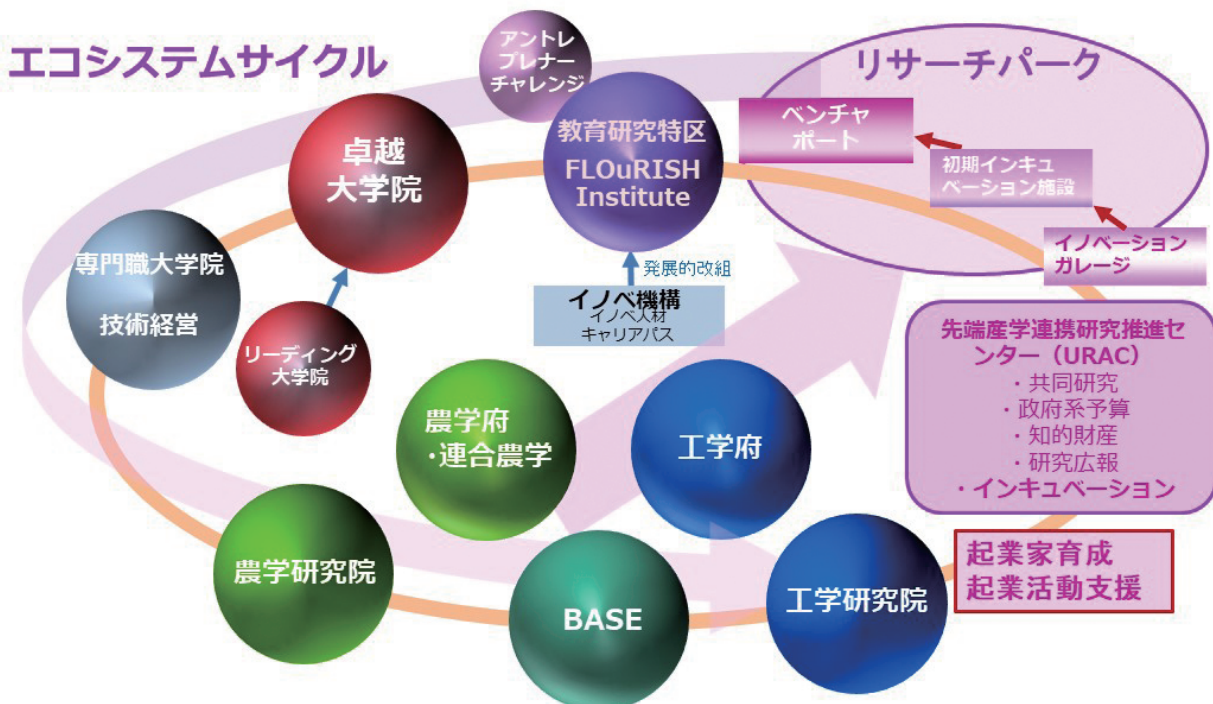 エコシステムサイクル
アントレ
プレナー
チャレンジ
リサーチパーク
ベンチャ
ポート
初期インキュ
ベーション施設
イノベーション
ガレージ
教育研究特区
FLOuRISH
Institute
卓越
大学院
専門職大学院
技術経営
リーディング
大学院
発展的改組
イノベ機構
イノベ人材
キャリアパス
先端産学連携研究推進セ
ンター（URAC）
・共同研究
・政府系予算
・知的財産
・研究広報
・インキュベーション
農学府
・連合農学
工学府
農学研究院
BASE
工学研究院
起業家育成
起業活動支援